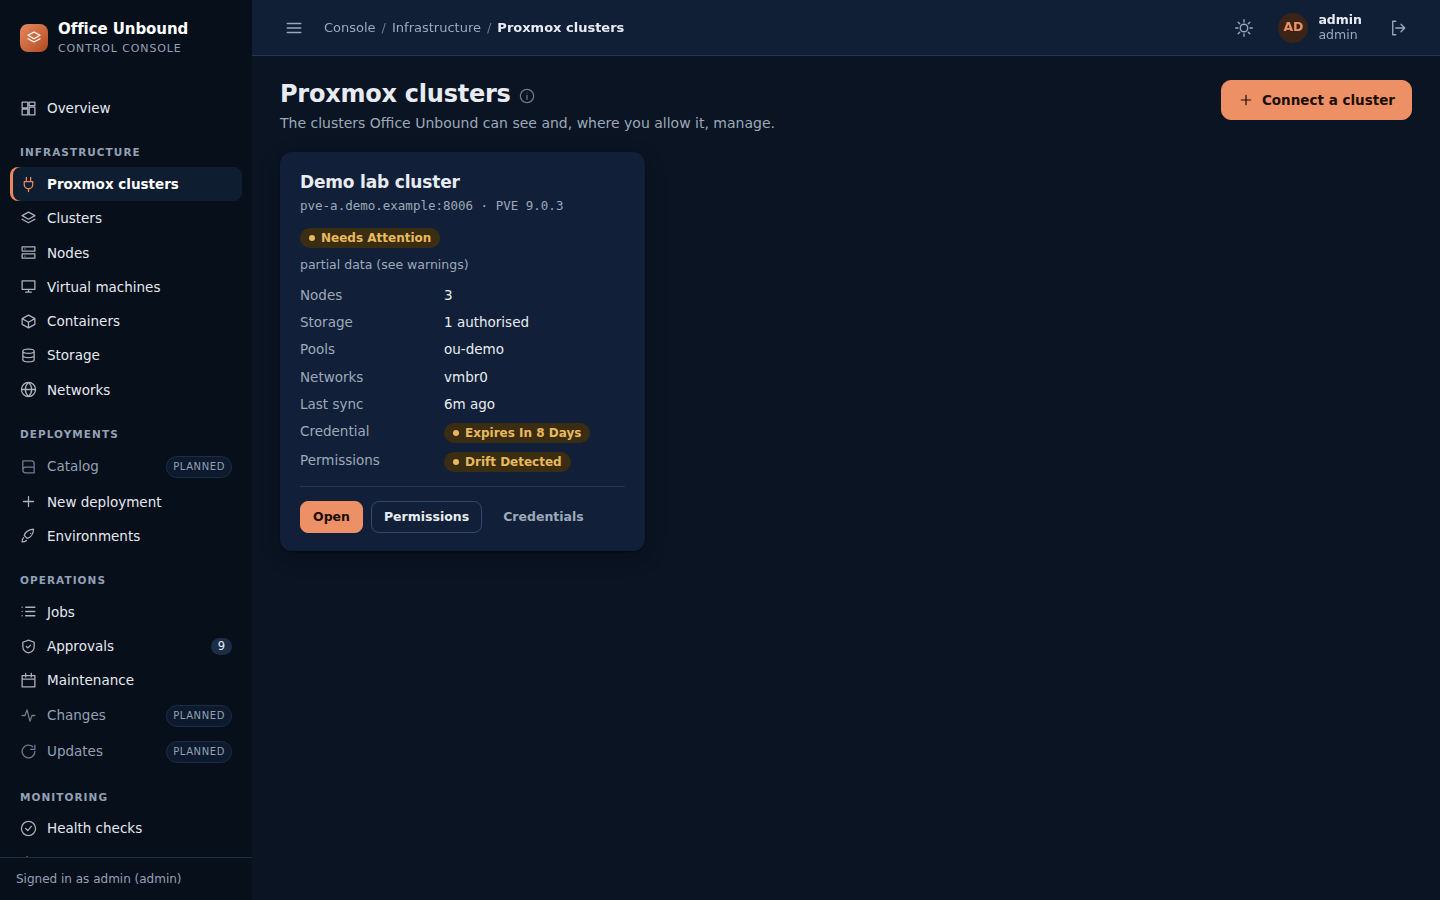 Office Unbound
CONTROL CONSOLE
Overview
INFRASTRUCTURE
Proxmox clusters
Clusters
Nodes
Virtual machines
Containers
Storage
Networks
DEPLOYMENTS
Catalog PLANNED
New deployment
Environments
OPERATIONS
Jobs
Approvals 9
Maintenance
Changes PLANNED
Updates PLANNED
MONITORING
Health checks
Signed in as admin (admin)
Console / Infrastructure / Proxmox clusters
AD
admin
admin
Proxmox clusters
The clusters Office Unbound can see and, where you allow it, manage.
+ Connect a cluster
Demo lab cluster
pve-a.demo.example:8006 · PVE 9.0.3
Needs Attention
partial data (see warnings)
Nodes 3
Storage 1 authorised
Pools ou-demo
Networks vmbr0
Last sync 6m ago
Credential Expires In 8 Days
Permissions Drift Detected
Open Permissions Credentials